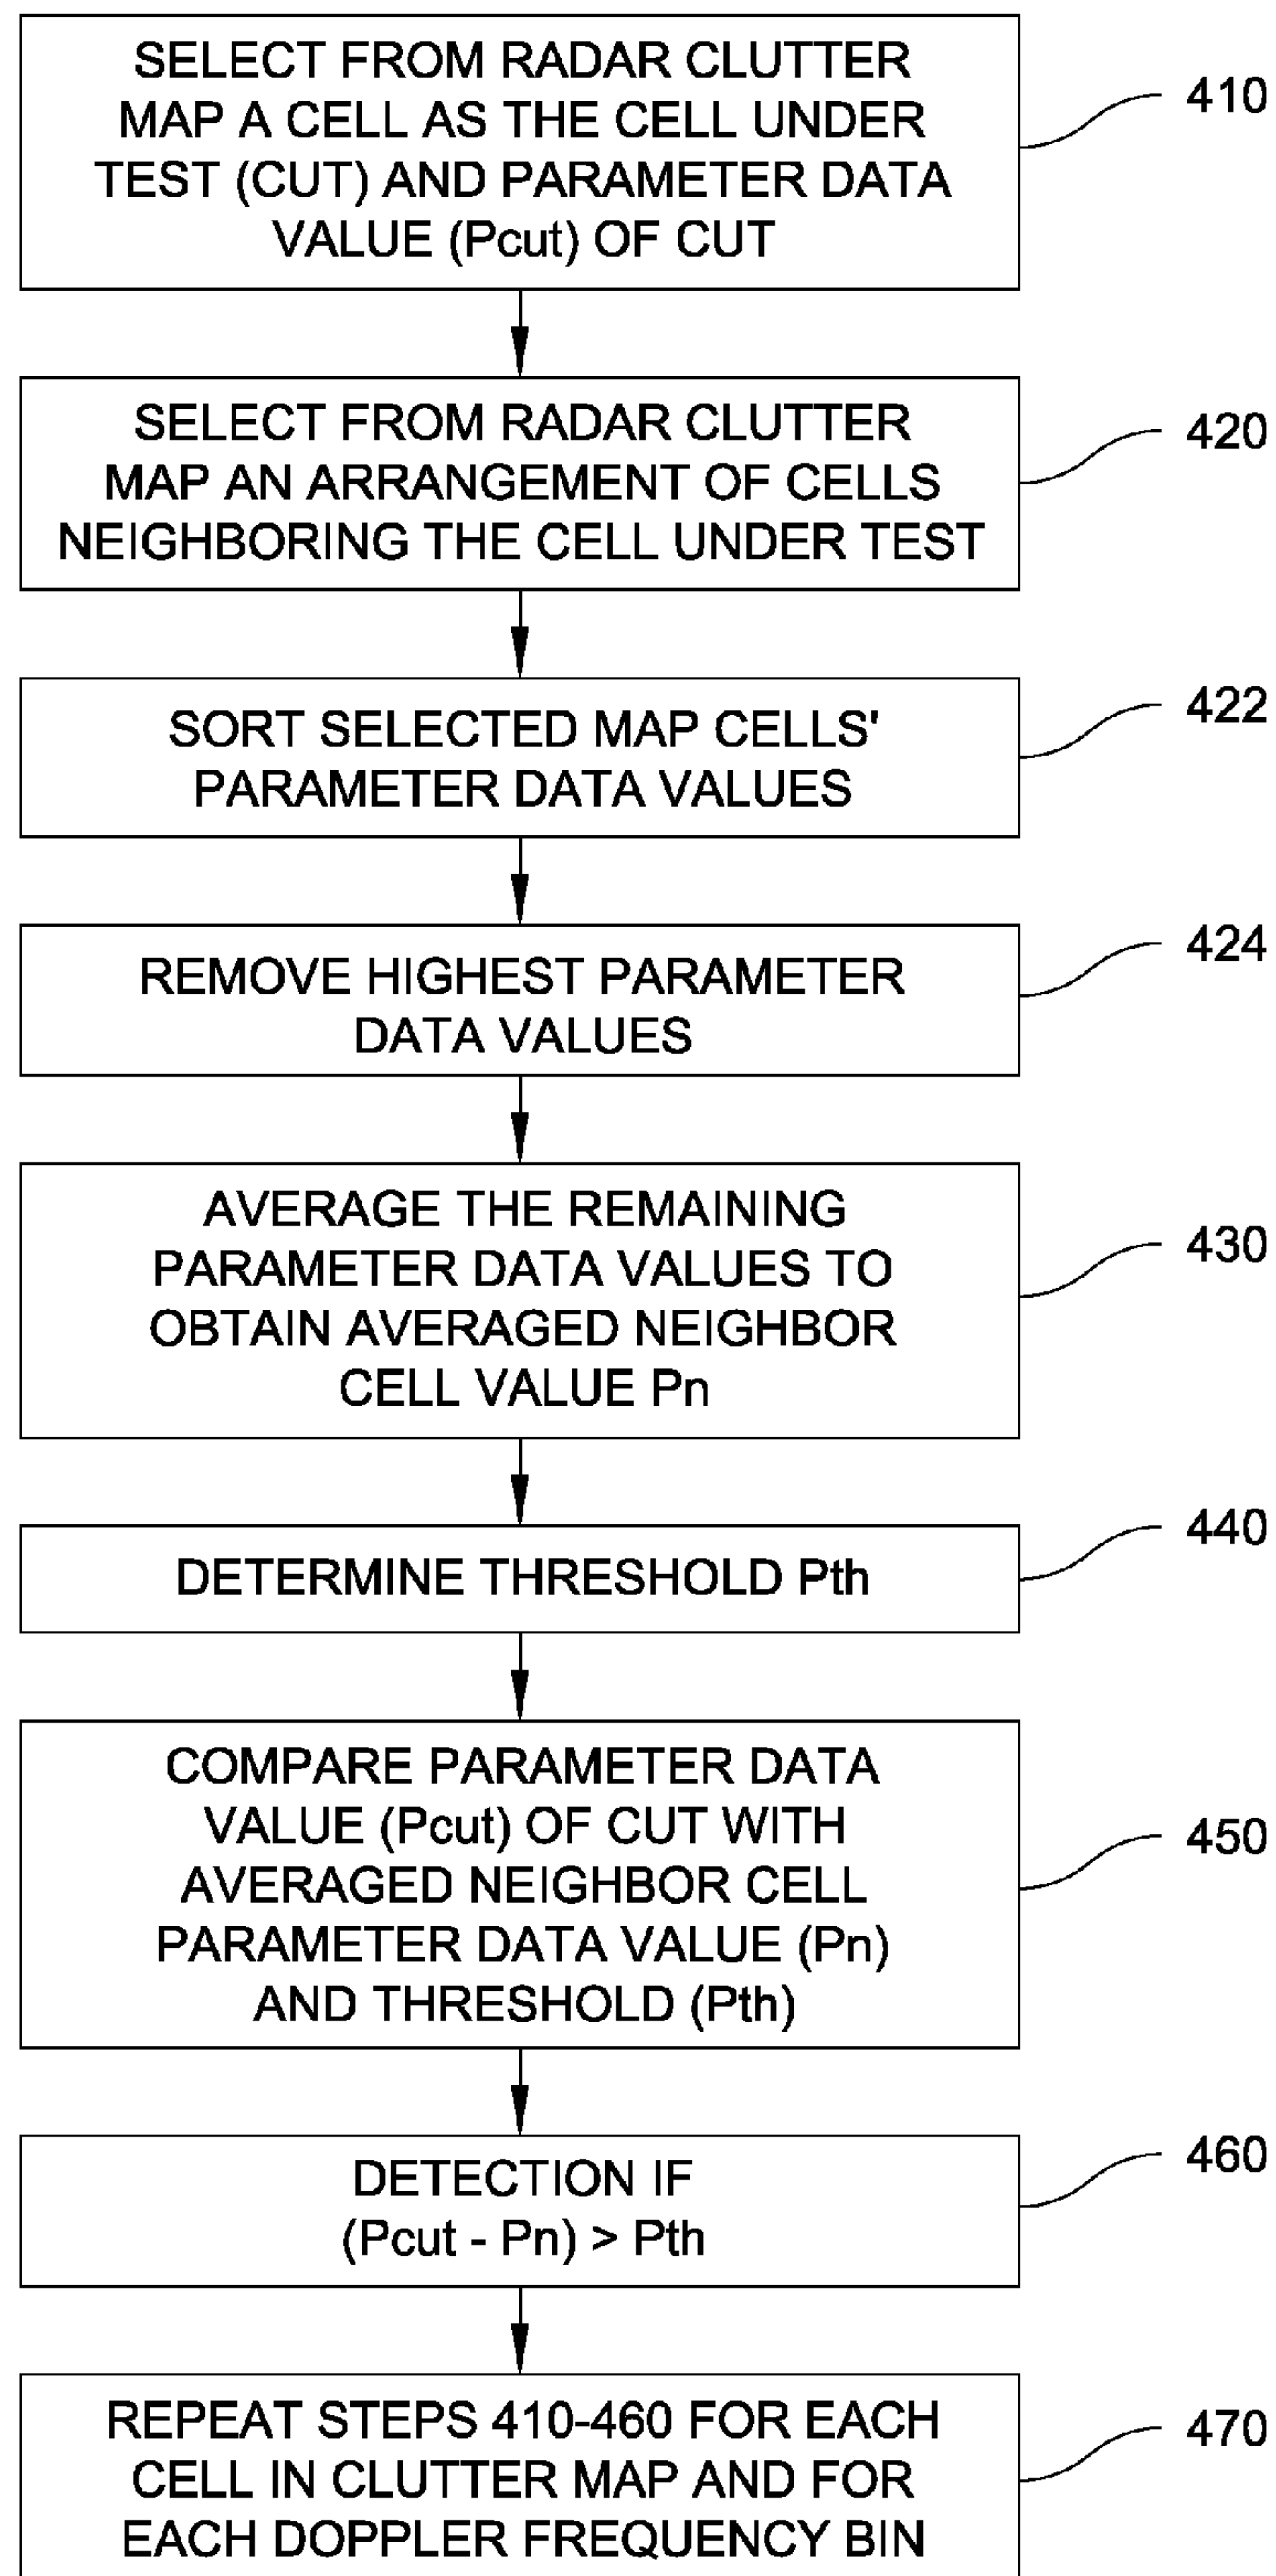 SELECT FROM RADAR CLUTTER
MAP A CELL AS THE CELL UNDER
TEST (CUT) AND PARAMETER DATA
VALUE (Pcut) OF CUT
410
SELECT FROM RADAR CLUTTER
MAP AN ARRANGEMENT OF CELLS
NEIGHBORING THE CELL UNDER TEST
420
SORT SELECTED MAP CELLS'
PARAMETER DATA VALUES
422
REMOVE HIGHEST PARAMETER
DATA VALUES
424
AVERAGE THE REMAINING
PARAMETER DATA VALUES TO
OBTAIN AVERAGED NEIGHBOR
CELL VALUE Pn
430
DETERMINE THRESHOLD Pth
440
COMPARE PARAMETER DATA
VALUE (Pcut) OF CUT WITH
AVERAGED NEIGHBOR CELL
PARAMETER DATA VALUE (Pn)
AND THRESHOLD (Pth)
450
DETECTION IF
(Pcut - Pn) > Pth
460
REPEAT STEPS 410-460 FOR EACH
CELL IN CLUTTER MAP AND FOR
EACH DOPPLER FREQUENCY BIN
470